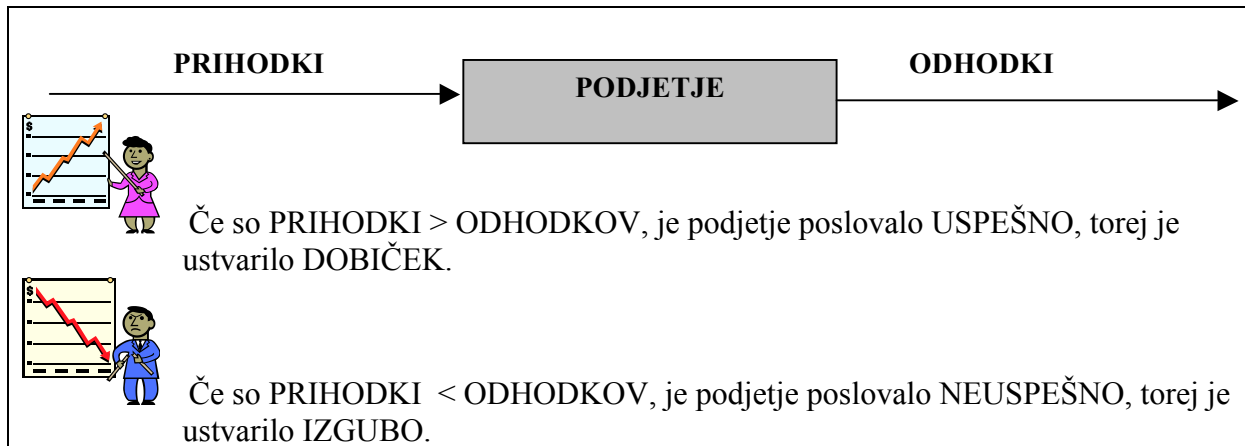 PRIHODKI
PODJETJE
ODHODKI
$
Če so PRIHODKI > ODHODKOV, je podjetje poslovalo USPEŠNO, torej je
ustvarilo DOBIČEK.
$
Če so PRIHODKI < ODHODKOV, je podjetje poslovalo NEUSPEŠNO, torej je
ustvarilo IZGUBO.